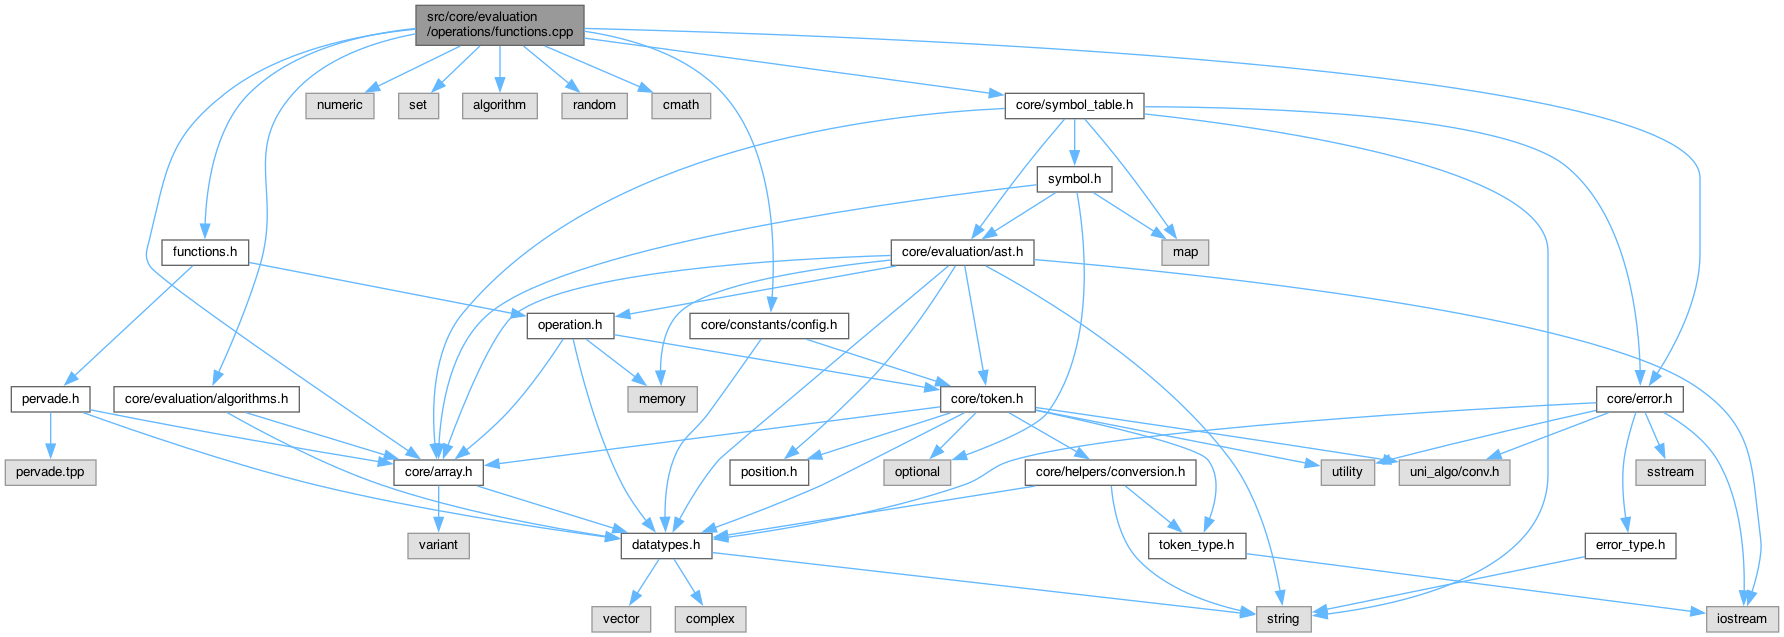 src/core/evaluation
/operations/functions.cpp
numeric
set
algorithm
random
cmath
core/symbol_table.h
symbol.h
functions.h
core/evaluation/ast.h
map
operation.h
core/constants/config.h
pervade.h
core/evaluation/algorithms.h
memory
core/token.h
core/error.h
pervade.tpp
core/array.h
position.h
optional
core/helpers/conversion.h
utility
uni_algo/conv.h
sstream
variant
datatypes.h
token_type.h
error_type.h
vector
complex
string
iostream